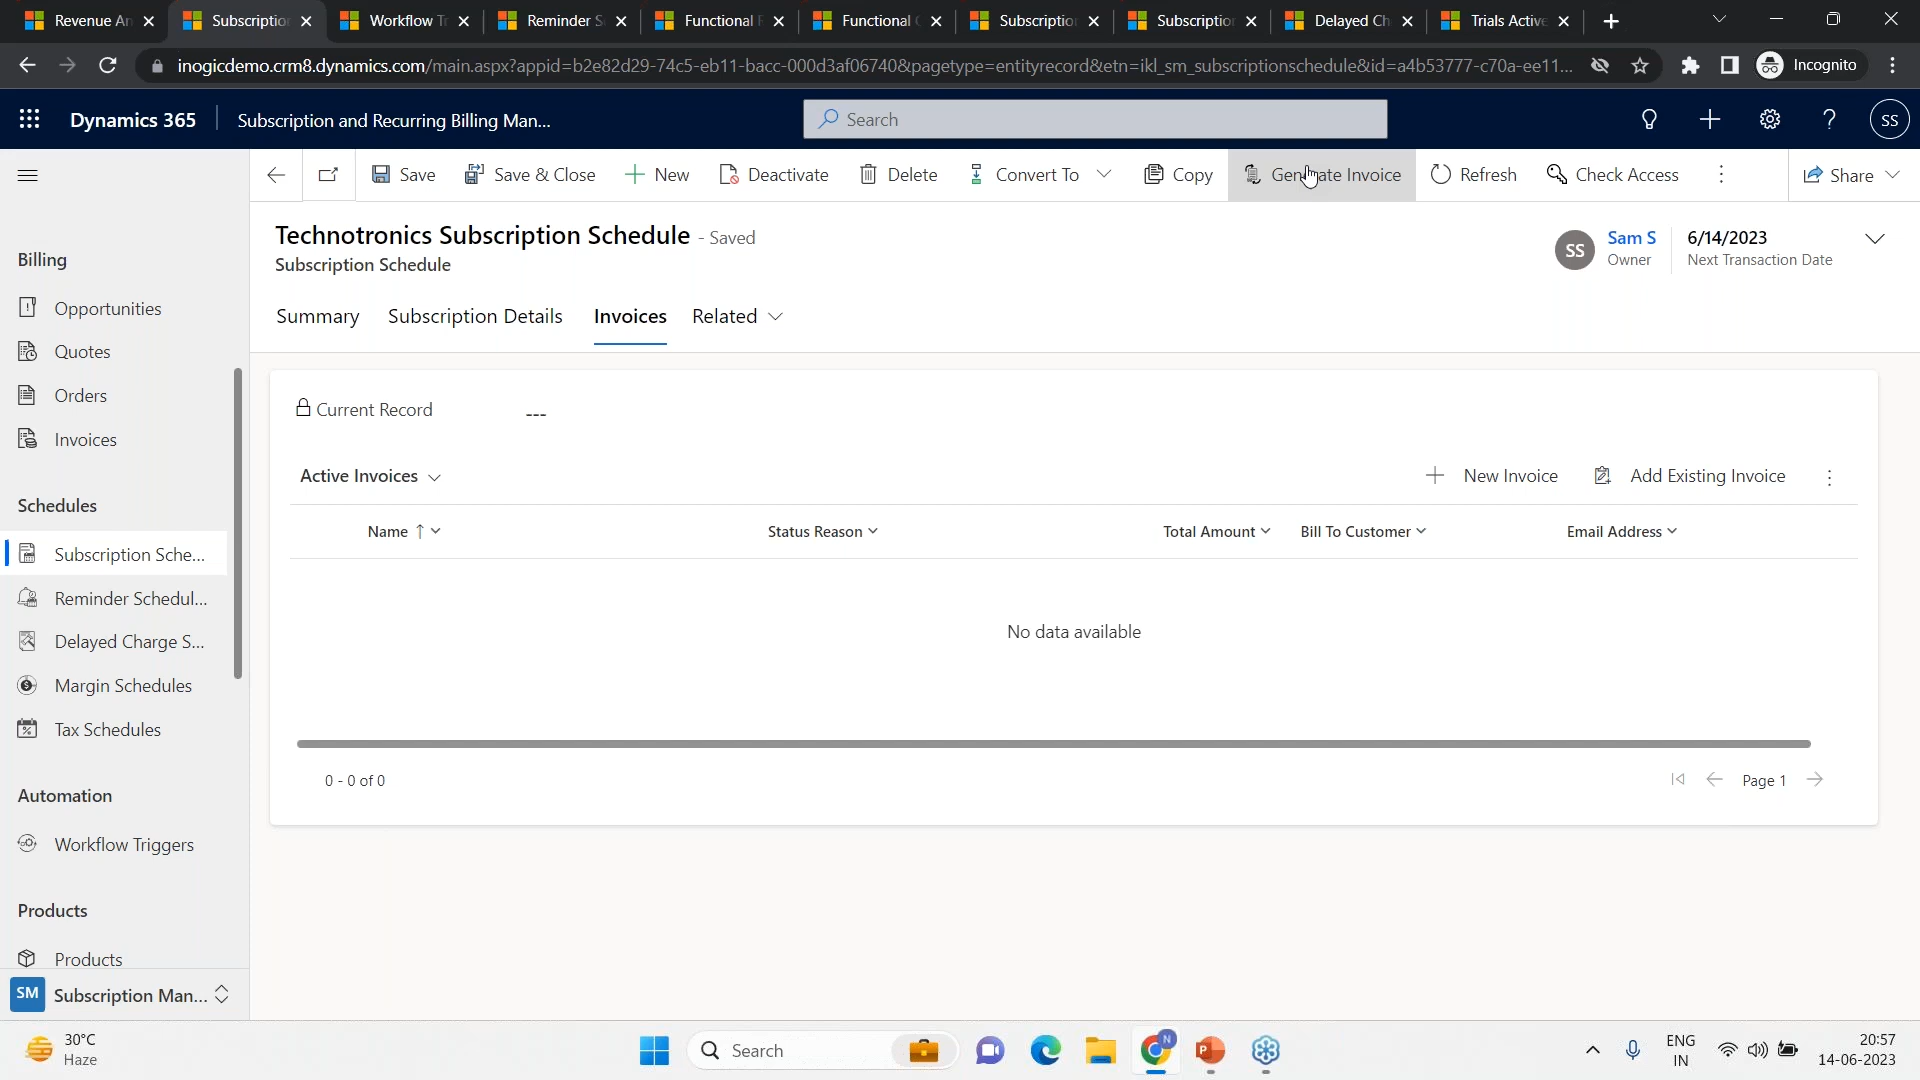 Revenue An
Subscriptio
Workflow Tr
Reminder S
Functional F
Functional C
Subscriptio
Subscription
Delayed Ch
Trials Active
inogicdemo.crm8.dynamics.com/main.aspx?appid=b2e82d29-74c5-eb11-bacc-000d3af06740&pagetype=entityrecord&etn=ikl_sm_subscriptionschedule&id=a4b53777-c70a-ee11...
Incognito
Dynamics 365
Subscription and Recurring Billing Man...
Search
SS
Save
Save & Close
New
Deactivate
Delete
Convert To
Copy
Generate Invoice
Refresh
Check Access
Share
Technotronics Subscription Schedule - Saved
Subscription Schedule
SS
Sam S
Owner
6/14/2023
Next Transaction Date
Summary
Subscription Details
Invoices
Related
Billing
Opportunities
Quotes
Orders
Invoices
Schedules
Subscription Sche...
Reminder Schedul...
Delayed Charge S...
Margin Schedules
Tax Schedules
Automation
Workflow Triggers
Products
Products
SM
Subscription Man...
Current Record
---
Active Invoices
New Invoice
Add Existing Invoice
Name
Status Reason
Total Amount
Bill To Customer
Email Address
No data available
0 - 0 of 0
Page 1
30°C
Haze
Search
N
ENG
IN
20:57
14-06-2023